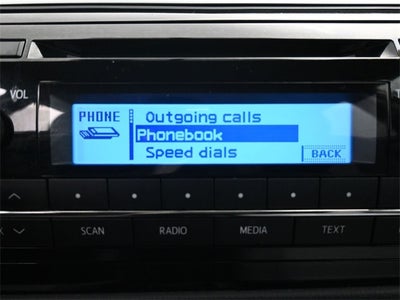 VOL
PHONE
Outgoing calls
Phonebook
Speed dials
BACK
SCAN RADIO MEDIA TEXT